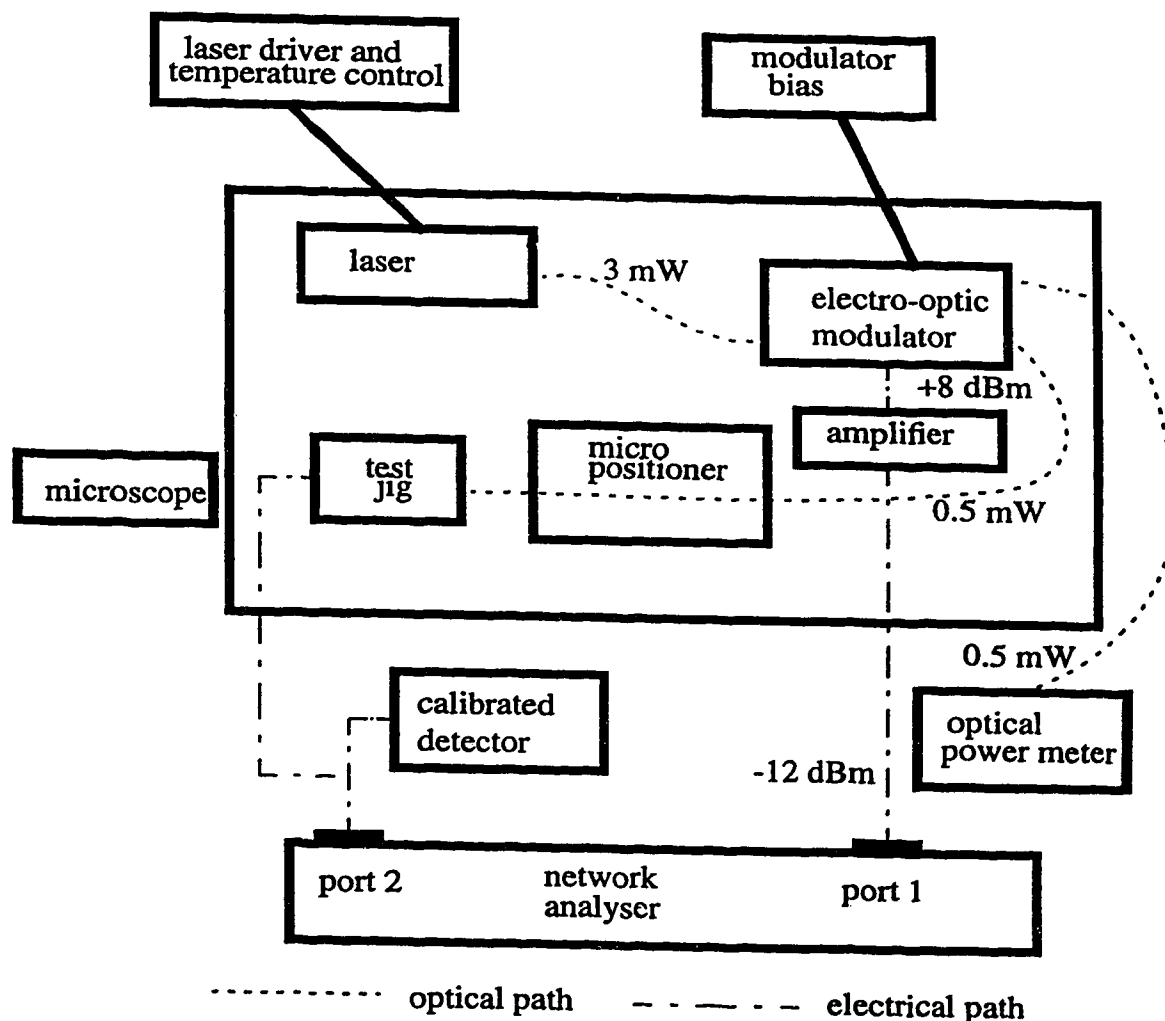 laser driver and
temperature control
modulator
bias
laser
3 mW
electro-optic
modulator
+8 dBm
amplifier
micro
positioner
test
jig
microscope
0.5 mW
0.5 mW
calibrated
detector
optical
power meter
-12 dBm
port 2
network
analyser
port 1
optical path
electrical path